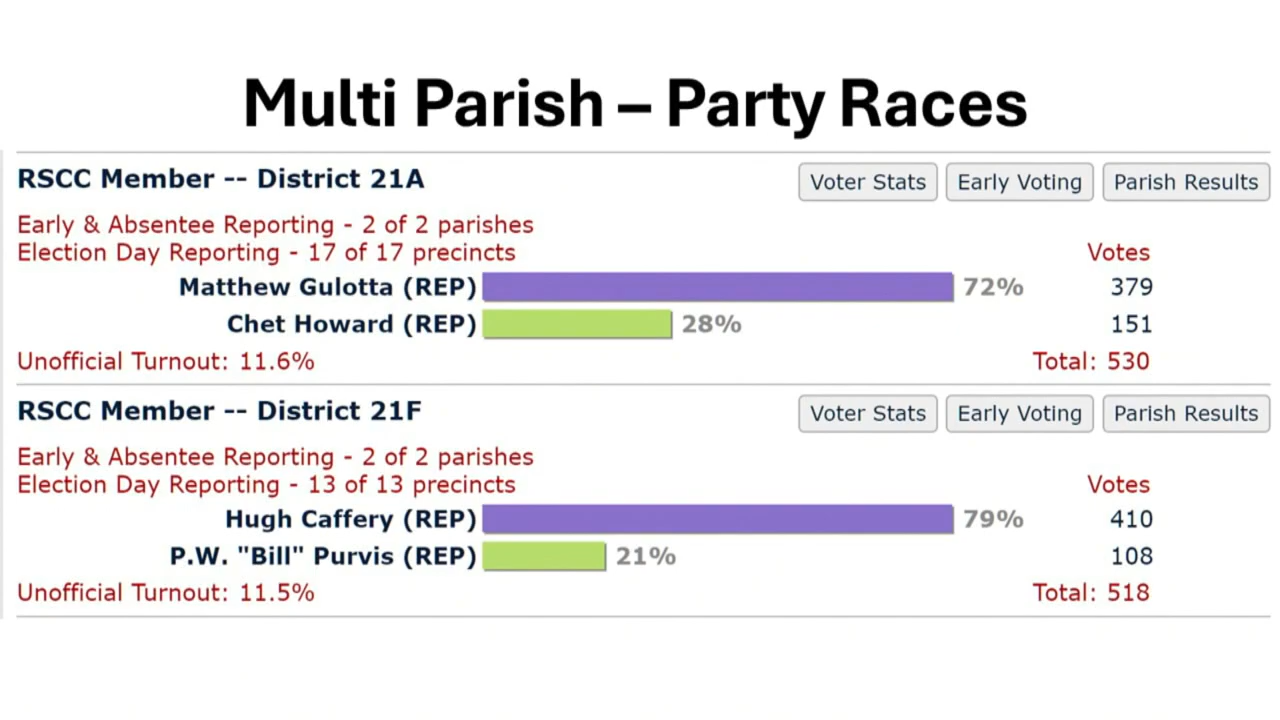 Multi Parish – Party Races
RSCC Member -- District 21A Voter Stats Early Voting Parish Results
Early & Absentee Reporting - 2 of 2 parishes
Election Day Reporting - 17 of 17 precincts Votes
Matthew Gulotta (REP) 72% 379
Chet Howard (REP) 28% 151
Unofficial Turnout: 11.6% Total: 530
RSCC Member -- District 21F Voter Stats Early Voting Parish Results
Early & Absentee Reporting - 2 of 2 parishes
Election Day Reporting - 13 of 13 precincts Votes
Hugh Caffery (REP) 79% 410
P.W. "Bill" Purvis (REP) 21% 108
Unofficial Turnout: 11.5% Total: 518